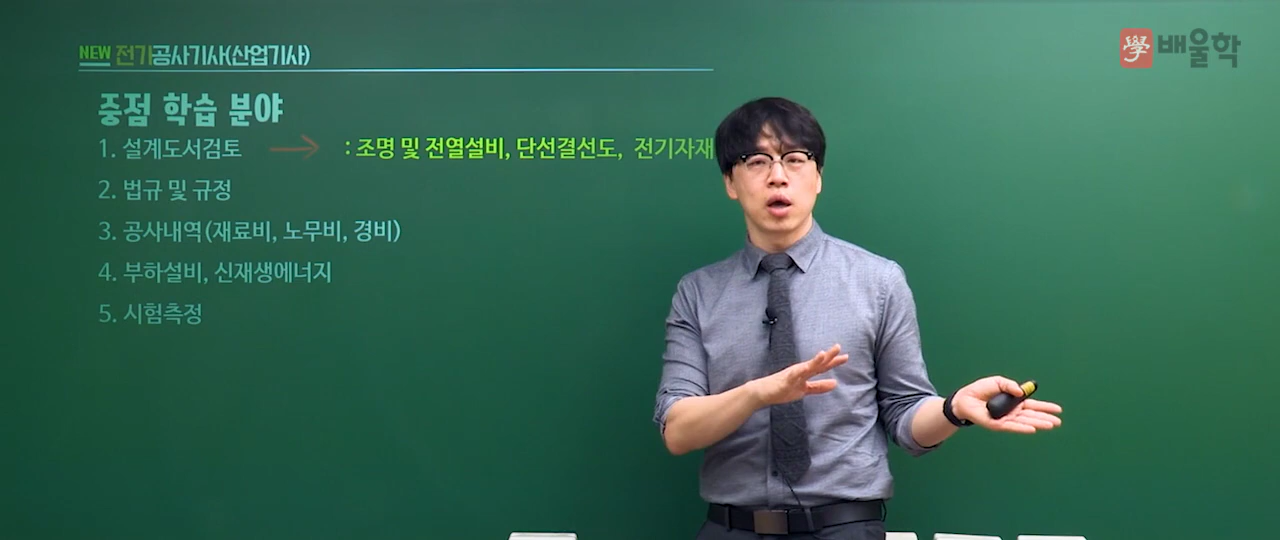 NEW 전기공사기사(산업기사)
學 배울학
중점 학습 분야
1. 설계도서검토 → : 조명 및 전열설비, 단선결선도, 전기자재
2. 법규 및 규정
3. 공사내역(재료비, 노무비, 경비)
4. 부하설비, 신재생에너지
5. 시험측정